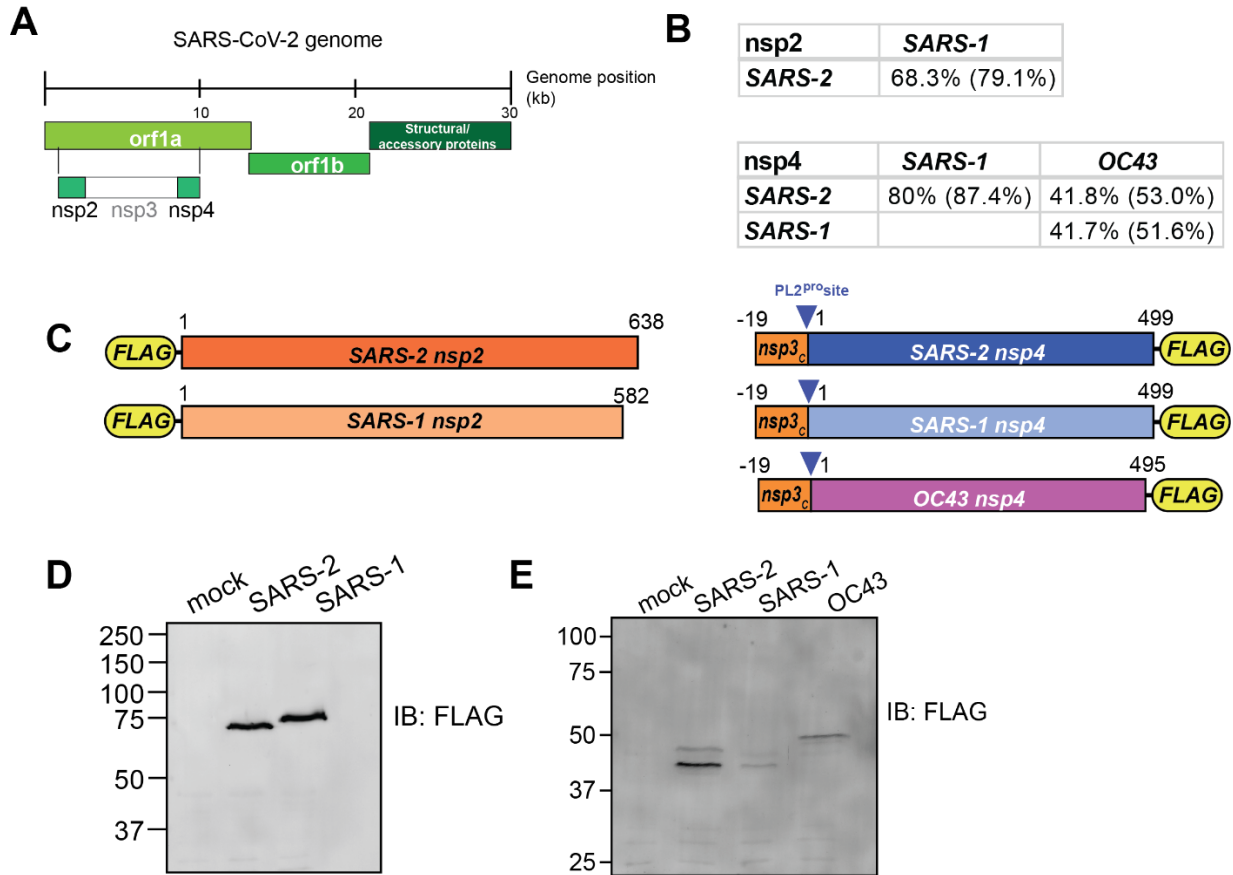 A
SARS-CoV-2 genome
Genome position
(kb)
10
20
30
orf1a
orf1b
Structural/
accessory proteins
nsp2
nsp3
nsp4
B
nsp2 SARS-1
SARS-2 68.3% (79.1%)
nsp4 SARS-1 OC43
SARS-2 80% (87.4%) 41.8% (53.0%)
SARS-1 41.7% (51.6%)
C
1 638
FLAG SARS-2 nsp2
1 582
FLAG SARS-1 nsp2
PL2pro site
-19 1 499
nsp3c SARS-2 nsp4 FLAG
-19 1 499
nsp3c SARS-1 nsp4 FLAG
-19 1 495
nsp3c OC43 nsp4 FLAG
D
mock SARS-2 SARS-1
250
150
100
75
50
37
IB: FLAG
E
mock SARS-2 SARS-1 OC43
100
75
50
37
25
IB: FLAG